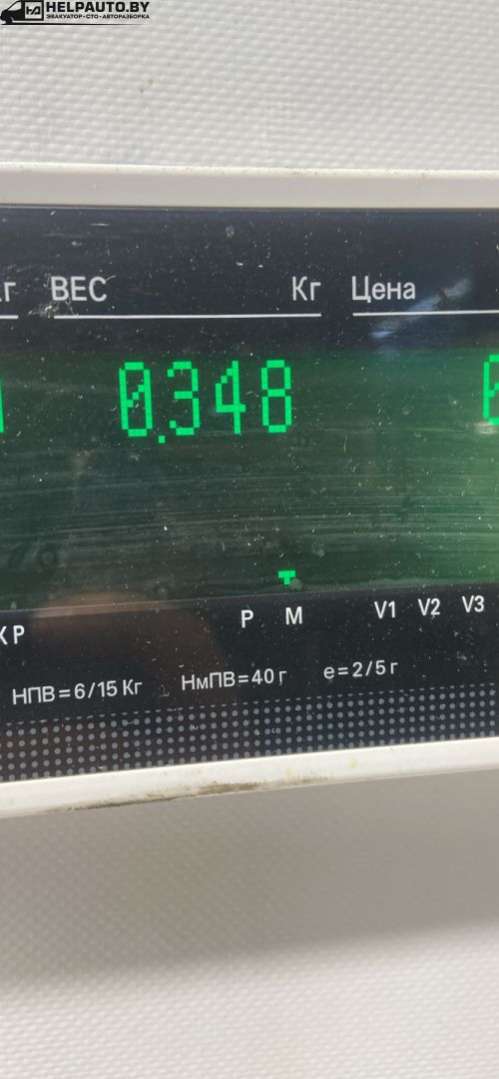 HELPAUTO.BY
ЭВАКУАТОР-СТО-АВТОРАЗБОРКА
ВЕС Кг Цена
0.348
P M V1 V2 V3
НПВ=6/15 Кг НмПВ=40 г e=2/5 г